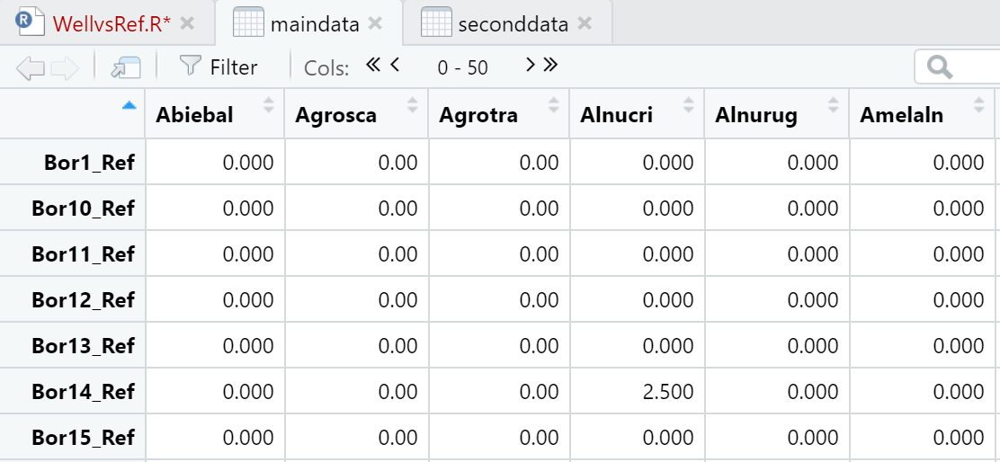 R WellvsRef.R* maindata seconddata
Filter Cols: 0 - 50
Abiebal Agrosca Agrotra Alnucri Alnurug Amelaln
Bor1_Ref 0.000 0.00 0.00 0.000 0.000 0.000
Bor10_Ref 0.000 0.00 0.00 0.000 0.000 0.000
Bor11_Ref 0.000 0.00 0.00 0.000 0.000 0.000
Bor12_Ref 0.000 0.00 0.00 0.000 0.000 0.000
Bor13_Ref 0.000 0.00 0.00 0.000 0.000 0.000
Bor14_Ref 0.000 0.00 0.00 2.500 0.000 0.000
Bor15_Ref 0.000 0.00 0.00 0.000 0.000 0.000